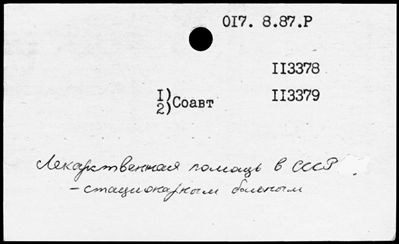 017. 8.87.Р
113378
1) 113379
2) Соавт
Лекарственная помощь в СССР
- стационарным больным